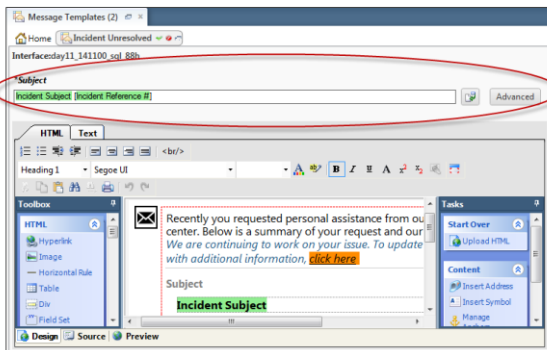 Message Templates (2)
Home Incident Unresolved
Interface:day11_141100_sql_88h
*Subject
Incident Subject [Incident Reference #]
Advanced
HTML Text
<br/>
Heading 1 Segoe UI
B I U A x² x₂
Toolbox
HTML
Hyperlink
Image
Horizontal Rule
Table
Div
Field Set
Recently you requested personal assistance from ou
center. Below is a summary of your request and our
We are continuing to work on your issue. To update
with additional information, click here
Subject
Incident Subject
Tasks
Start Over
Upload HTML
Content
Insert Address
Insert Symbol
Manage
Design Source Preview